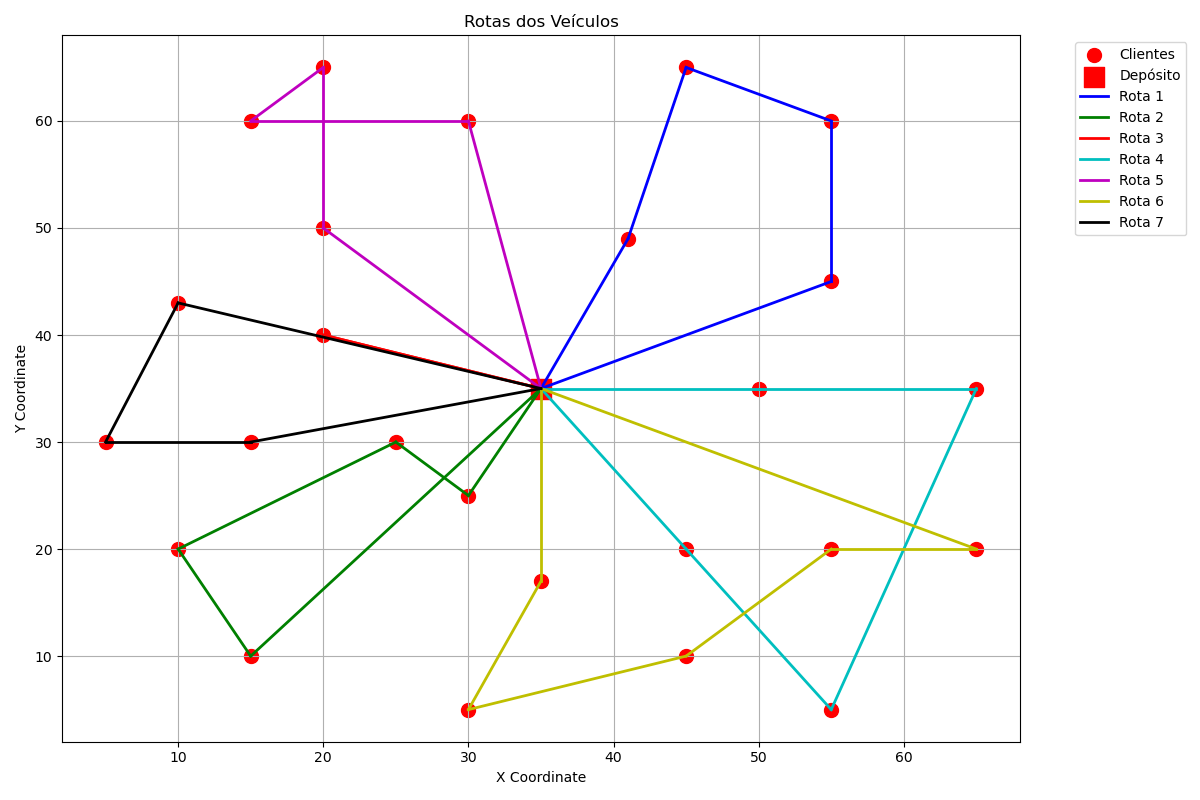 Rotas dos Veículos
Clientes
Depósito
Rota 1
Rota 2
Rota 3
Rota 4
Rota 5
Rota 6
Rota 7
Y Coordinate
60
50
40
30
20
10
10 20 30 40 50 60
X Coordinate